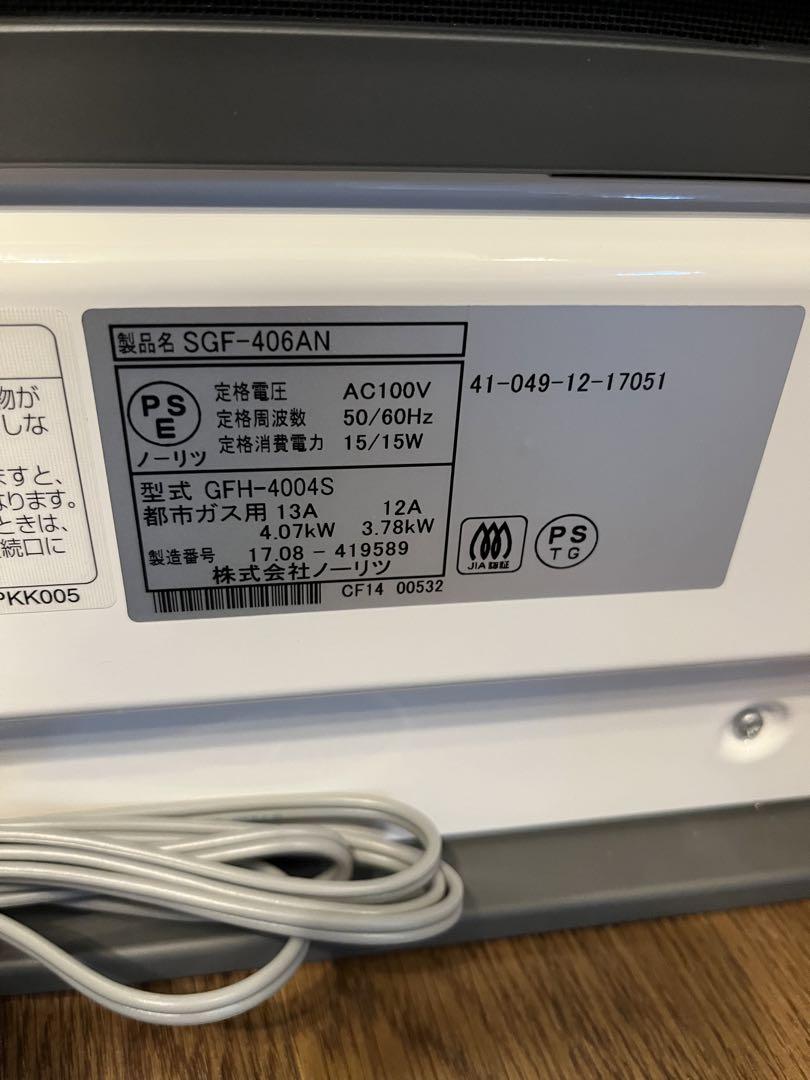 物が
しな
ますと、
なります。
ときは、
続口に
PKK005
製品名 SGF-406AN
PS
E
ノーリツ
定格電圧 AC100V
定格周波数 50/60Hz
定格消費電力 15/15W
型式 GFH-4004S
都市ガス用 13A 12A
4.07kW 3.78kW
製造番号 17.08 - 419589
株式会社ノーリツ
CF14 00532
41-049-12-17051
JIA 認証
PS
TG